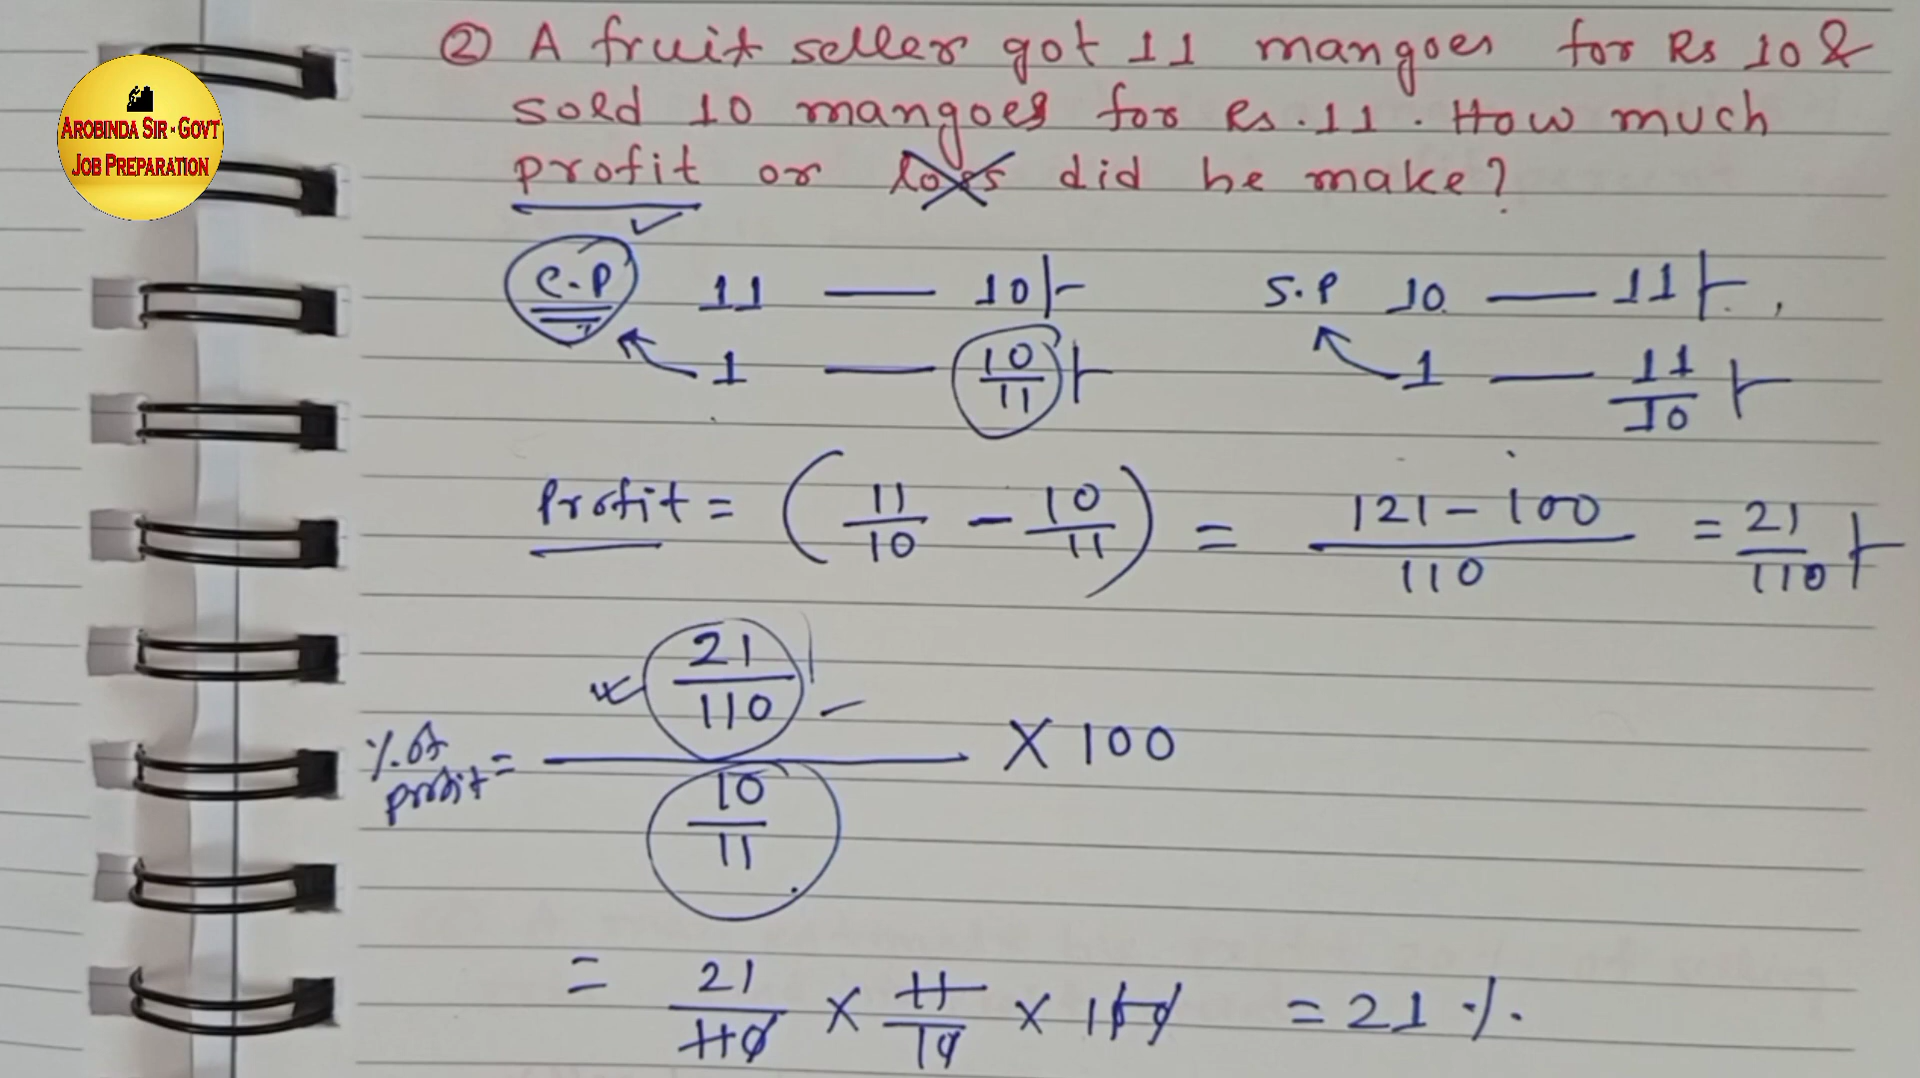 AROBINDA SIR - GOVT
JOB PREPARATION
② A fruit seller got 11 mangoes for Rs 10 &
sold 10 mangoes for Rs. 11. How much
profit or loss did he make?
C.P 11 — 10/- S.P 10 — 11/-
1 — 10/11 /- 1 — 11/10 /-
Profit = (11/10 - 10/11) = 121 - 100 / 110 = 21/110 /-
% of profit = 21/110 / 10/11 × 100
= 21/110 × 11/10 × 100 = 21 %.